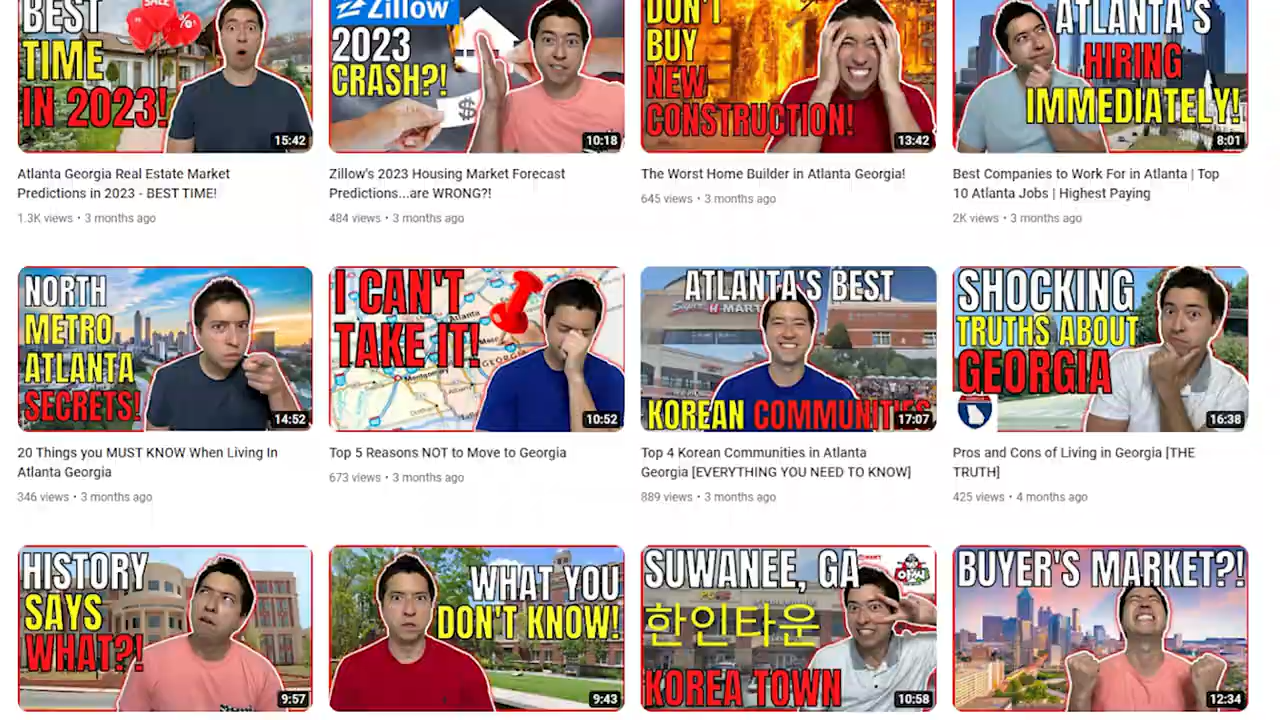 BEST
TIME
IN 2023!
SALE
%
15:42
Zillow
2023
CRASH?!
$
10:18
DON'T
BUY
NEW
CONSTRUCTION!
13:42
ATLANTA'S
HIRING
IMMEDIATELY!
8:01
Atlanta Georgia Real Estate Market
Predictions in 2023 - BEST TIME!
1.3K views • 3 months ago
Zillow's 2023 Housing Market Forecast
Predictions...are WRONG?!
484 views • 3 months ago
The Worst Home Builder in Atlanta Georgia!
645 views • 3 months ago
Best Companies to Work For in Atlanta | Top
10 Atlanta Jobs | Highest Paying
2K views • 3 months ago
NORTH
METRO
ATLANTA
SECRETS!
14:52
I CAN'T
TAKE IT!
Atlanta
GEORGIA
Montgomery
10:52
ATLANTA'S BEST
H-MART
KOREAN COMMUNITIES
17:07
SHOCKING
TRUTHS ABOUT
GEORGIA
16:38
20 Things you MUST KNOW When Living In
Atlanta Georgia
346 views • 3 months ago
Top 5 Reasons NOT to Move to Georgia
673 views • 3 months ago
Top 4 Korean Communities in Atlanta
Georgia [EVERYTHING YOU NEED TO KNOW]
889 views • 3 months ago
Pros and Cons of Living in Georgia [THE
TRUTH]
425 views • 4 months ago
HISTORY
SAYS
WHAT?!
9:57
WHAT YOU
DON'T KNOW!
9:43
SUWANEE, GA
한인타운
KOREA TOWN
10:58
BUYER'S MARKET?!
12:34